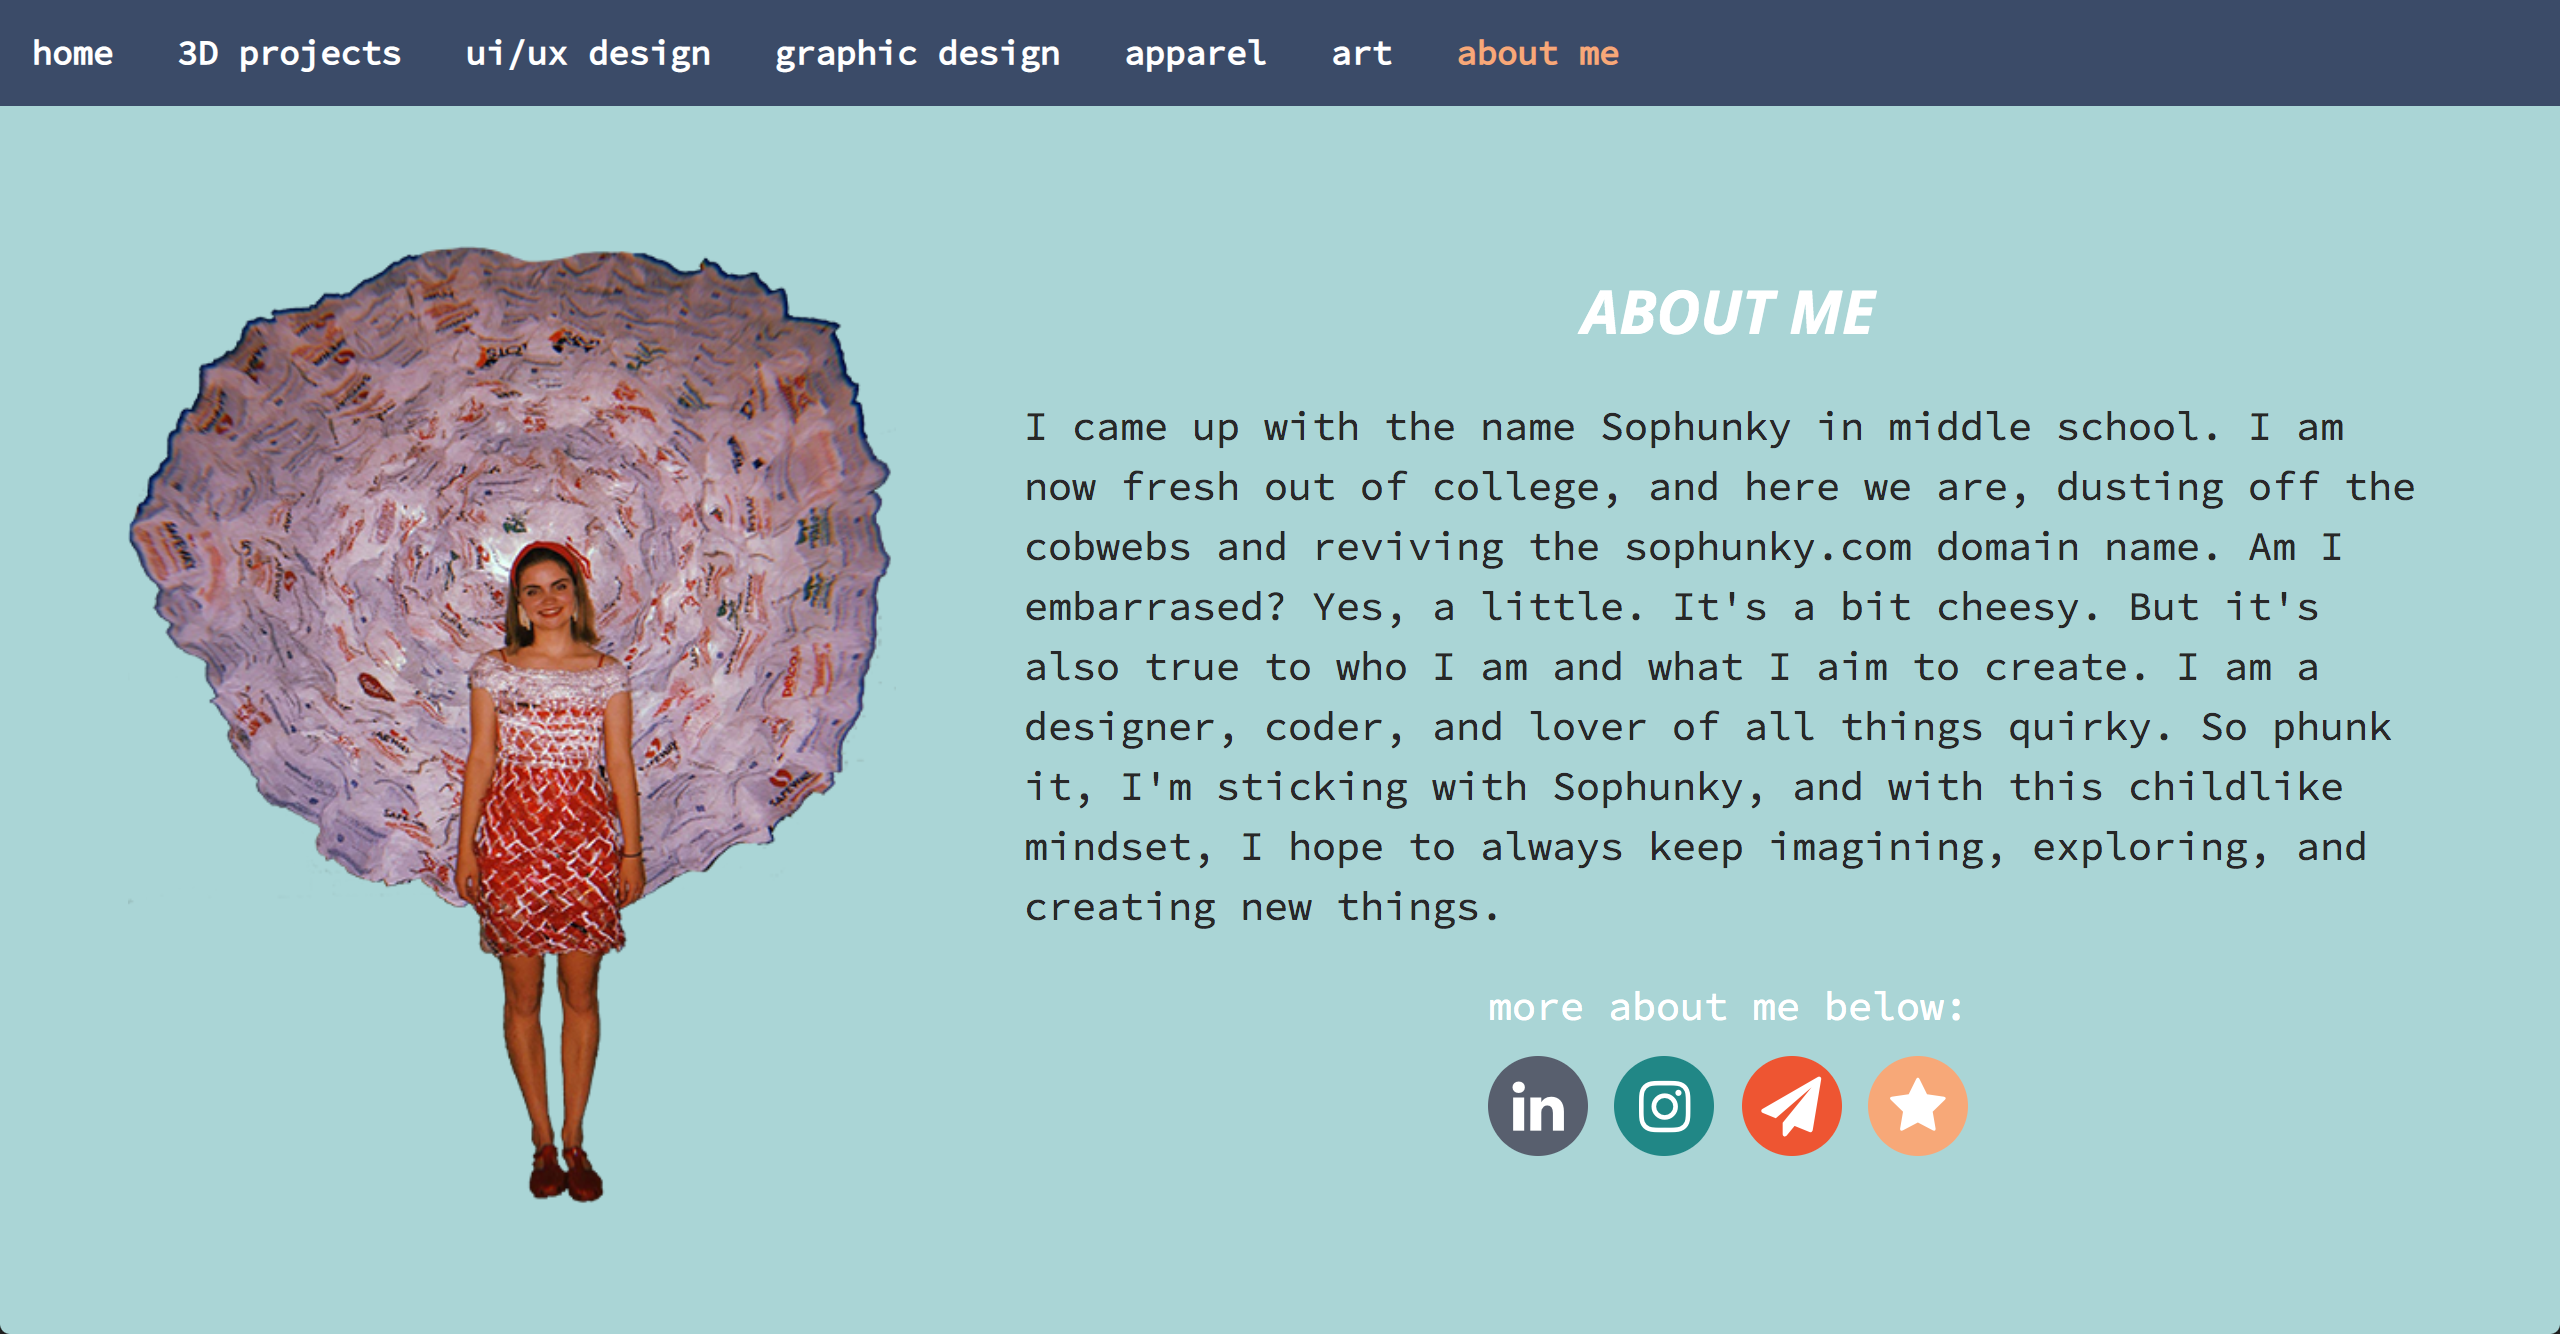 home 3D projects ui/ux design graphic design apparel art about me
ABOUT ME
I came up with the name Sophunky in middle school. I am
now fresh out of college, and here we are, dusting off the
cobwebs and reviving the sophunky.com domain name. Am I
embarrased? Yes, a little. It's a bit cheesy. But it's
also true to who I am and what I aim to create. I am a
designer, coder, and lover of all things quirky. So phunk
it, I'm sticking with Sophunky, and with this childlike
mindset, I hope to always keep imagining, exploring, and
creating new things.
more about me below:
in